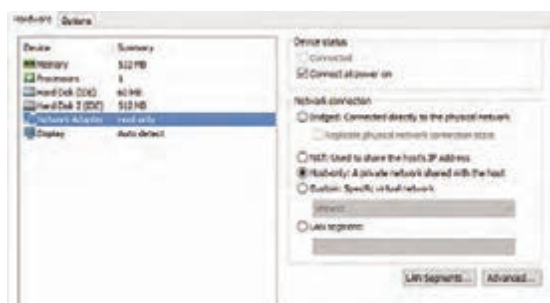 Hardware Options
Device Summary
Memory 512 MB
Processors 1
Hard Disk (IDE) 60 MB
Hard Disk 2 (IDE) 510 MB
Network Adapter
Display Auto detect
Device status
Connected
Connect at power on
Network connection
Bridged: Connected directly to the physical network
Replicate physical network connection state
NAT: Used to share the host's IP address
Host-only: A private network shared with the host
Custom: Specific virtual network
LAN segment:
LAN Segments... Advanced...